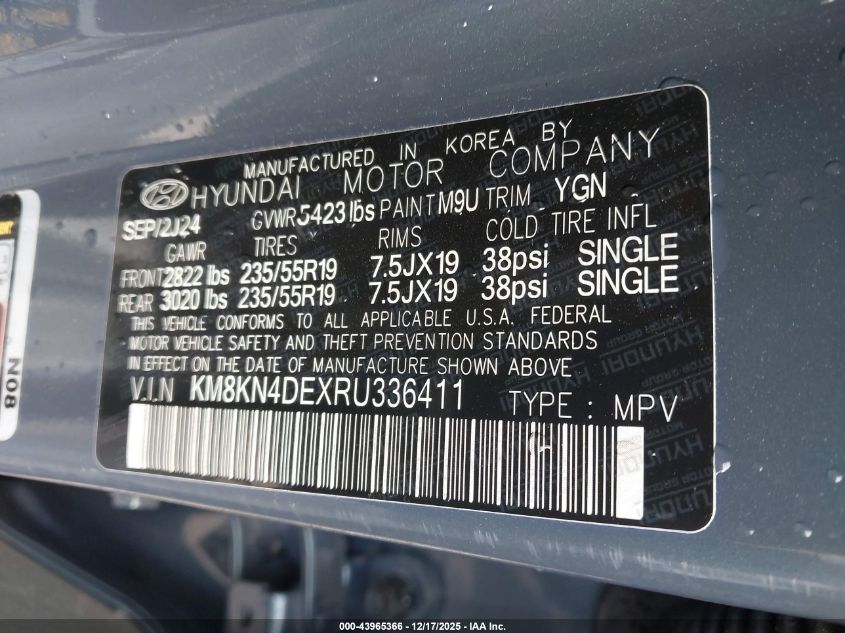 MANUFACTURED IN KOREA BY
HYUNDAI MOTOR COMPANY
SEP/2024 GVWR 5423 lbs PAINT M9U TRIM YGN
GAWR TIRES RIMS COLD TIRE INFL
FRONT 2822 lbs 235/55R19 7.5JX19 38psi SINGLE
REAR 3020 lbs 235/55R19 7.5JX19 38psi SINGLE
THIS VEHICLE CONFORMS TO ALL APPLICABLE U.S.A. FEDERAL
MOTOR VEHICLE SAFETY AND THEFT PREVENTION STANDARDS
IN EFFECT ON THE DATE OF MANUFACTURE SHOWN ABOVE.
V.I.N KM8KN4DEXRU336411 TYPE : MPV
N08
000-43965366 - 12/17/2025 - IAA Inc.